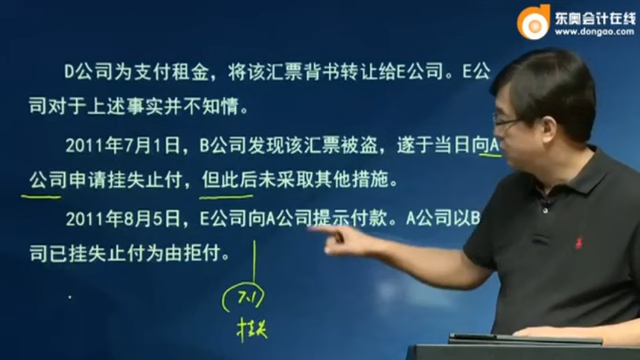 东奥会计在线
www.dongao.com
D公司为支付租金，将该汇票背书转让给E公司。E公
司对于上述事实并不知情。
2011年7月1日，B公司发现该汇票被盗，遂于当日向A
公司申请挂失止付，但此后未采取其他措施。
2011年8月5日，E公司向A公司提示付款。A公司以B
司已挂失止付为由拒付。
7.1
挂失